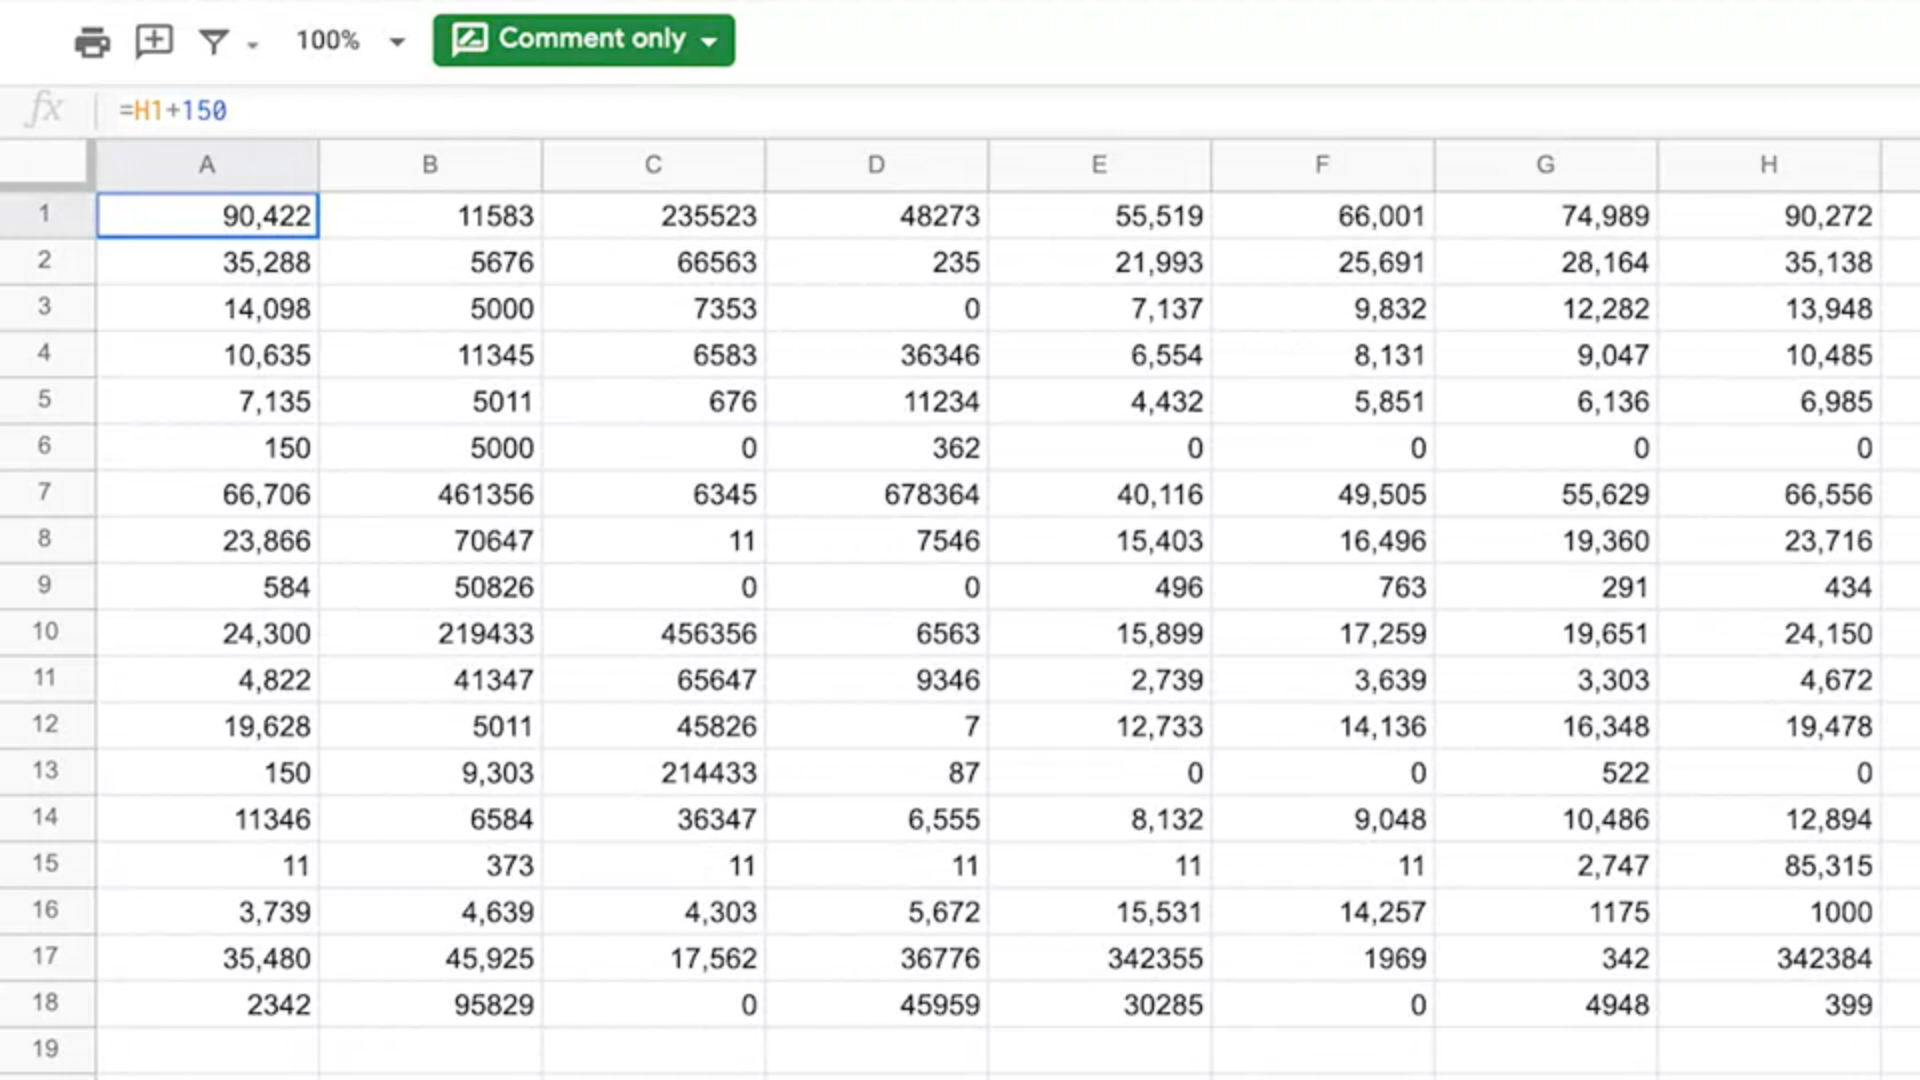 100% Comment only
fx =H1+150
A B C D E F G H
1 90,422 11583 235523 48273 55,519 66,001 74,989 90,272
2 35,288 5676 66563 235 21,993 25,691 28,164 35,138
3 14,098 5000 7353 0 7,137 9,832 12,282 13,948
4 10,635 11345 6583 36346 6,554 8,131 9,047 10,485
5 7,135 5011 676 11234 4,432 5,851 6,136 6,985
6 150 5000 0 362 0 0 0 0
7 66,706 461356 6345 678364 40,116 49,505 55,629 66,556
8 23,866 70647 11 7546 15,403 16,496 19,360 23,716
9 584 50826 0 0 496 763 291 434
10 24,300 219433 456356 6563 15,899 17,259 19,651 24,150
11 4,822 41347 65647 9346 2,739 3,639 3,303 4,672
12 19,628 5011 45826 7 12,733 14,136 16,348 19,478
13 150 9,303 214433 87 0 0 522 0
14 11346 6584 36347 6,555 8,132 9,048 10,486 12,894
15 11 373 11 11 11 11 2,747 85,315
16 3,739 4,639 4,303 5,672 15,531 14,257 1175 1000
17 35,480 45,925 17,562 36776 342355 1969 342 342384
18 2342 95829 0 45959 30285 0 4948 399
19